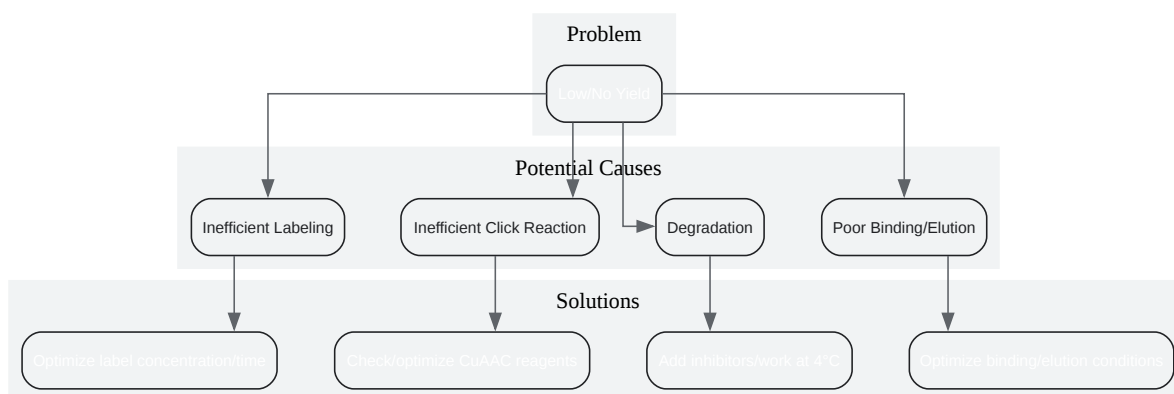 Problem
Low/No Yield
Potential Causes
Inefficient Labeling
Inefficient Click Reaction
Degradation
Poor Binding/Elution
Solutions
Optimize label concentration/time
Check/optimize CuAAC reagents
Add inhibitors/work at 4°C
Optimize binding/elution conditions